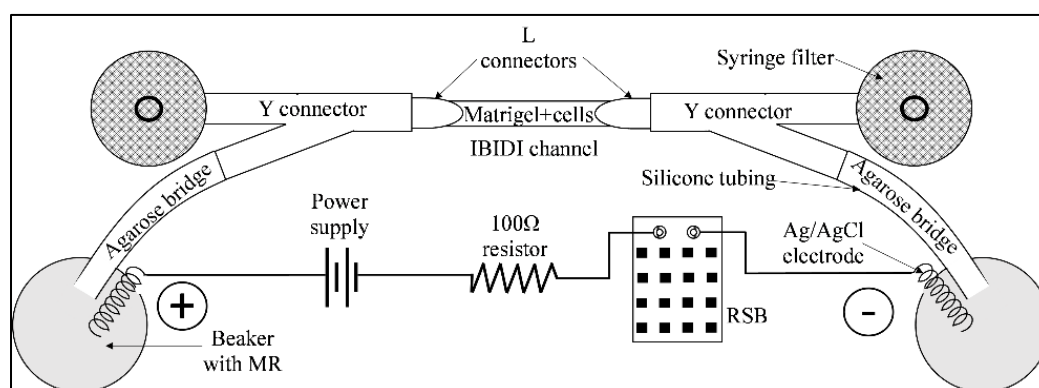 L
connectors
Syringe filter
Y connector
Matrigel+cells
Y connector
IBIDI channel
Silicone tubing
Agarose bridge
Agarose bridge
Power
supply
100Ω
resistor
Ag/AgCl
electrode
+
RSB
-
Beaker
with MR